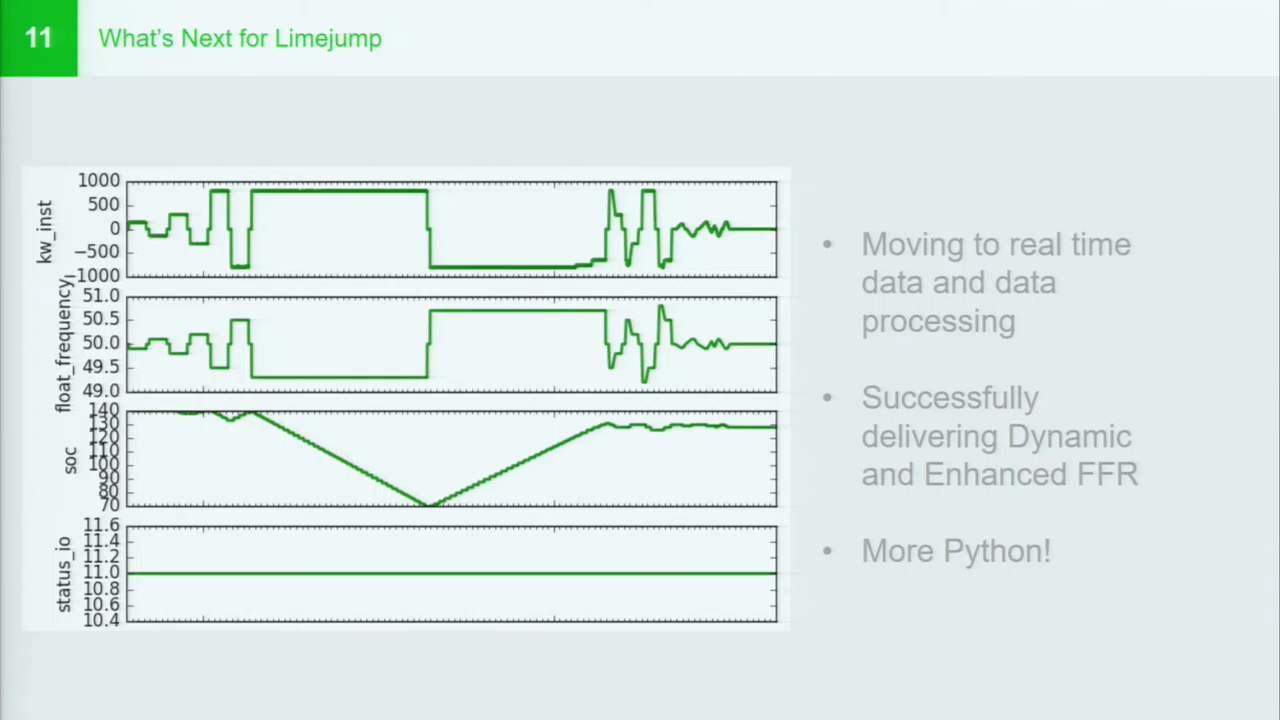 11
What's Next for Limejump
kw_inst
1000
500
0
−500
−1000
float_frequency
51.0
50.5
50.0
49.5
49.0
soc
140
130
120
110
100
90
80
70
status_io
11.6
11.4
11.2
11.0
10.8
10.6
10.4
• Moving to real time
data and data
processing
• Successfully
delivering Dynamic
and Enhanced FFR
• More Python!